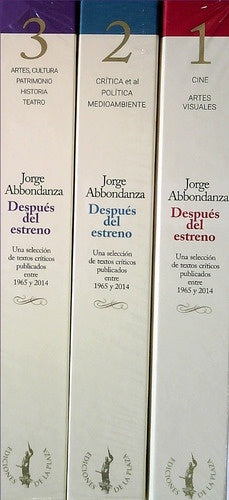 3
ARTES, CULTURA
PATRIMONIO
HISTORIA
TEATRO
Jorge
Abbondanza
Después
del
estreno
Una selección
de textos críticos
publicados
entre
1965 y 2014
EDICIONES DE LA PLAZA
2
CRÍTICA et al
POLÍTICA
MEDIOAMBIENTE
Jorge
Abbondanza
Después
del
estreno
Una selección
de textos críticos
publicados
entre
1965 y 2014
EDICIONES DE LA PLAZA
1
CINE
ARTES
VISUALES
Jorge
Abbondanza
Después
del
estreno
Una selección
de textos críticos
publicados
entre
1965 y 2014
EDICIONES DE LA PLAZA